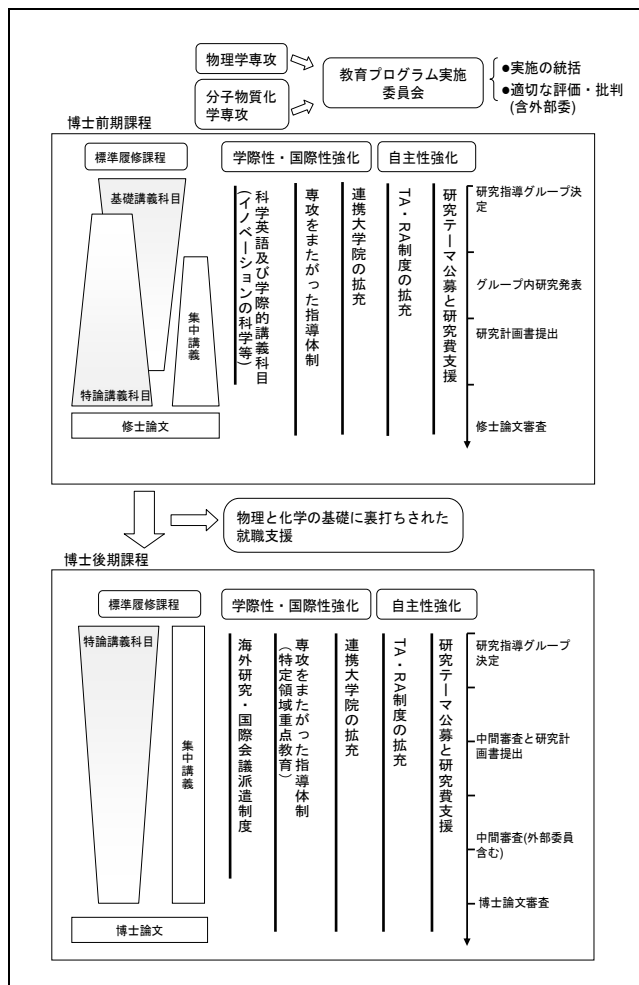 物理学専攻
分子物質化
学専攻
教育プログラム実施
委員会
●実施の統括
●適切な評価・批判
(含外部委)
博士前期課程
標準履修課程
学際性・国際性強化
自主性強化
基礎講義科目
特論講義科目
集中講義
修士論文
科学英語及び学際的講義科目
(イノベーションの科学等)
専攻をまたがった指導体制
連携大学院の拡充
TA・RA制度の拡充
研究テーマ公募と研究費支援
研究指導グループ決
定
グループ内研究発表
研究計画書提出
修士論文審査
物理と化学の基礎に裏打ちされた
就職支援
博士後期課程
標準履修課程
学際性・国際性強化
自主性強化
特論講義科目
集中講義
博士論文
海外研究・国際会議派遣制度
専攻をまたがった指導体制
(特定領域重点教育)
連携大学院の拡充
TA・RA制度の拡充
研究テーマ公募と研究費支援
研究指導グループ
決定
中間審査と研究計
画書提出
中間審査(外部委員
含む)
博士論文審査